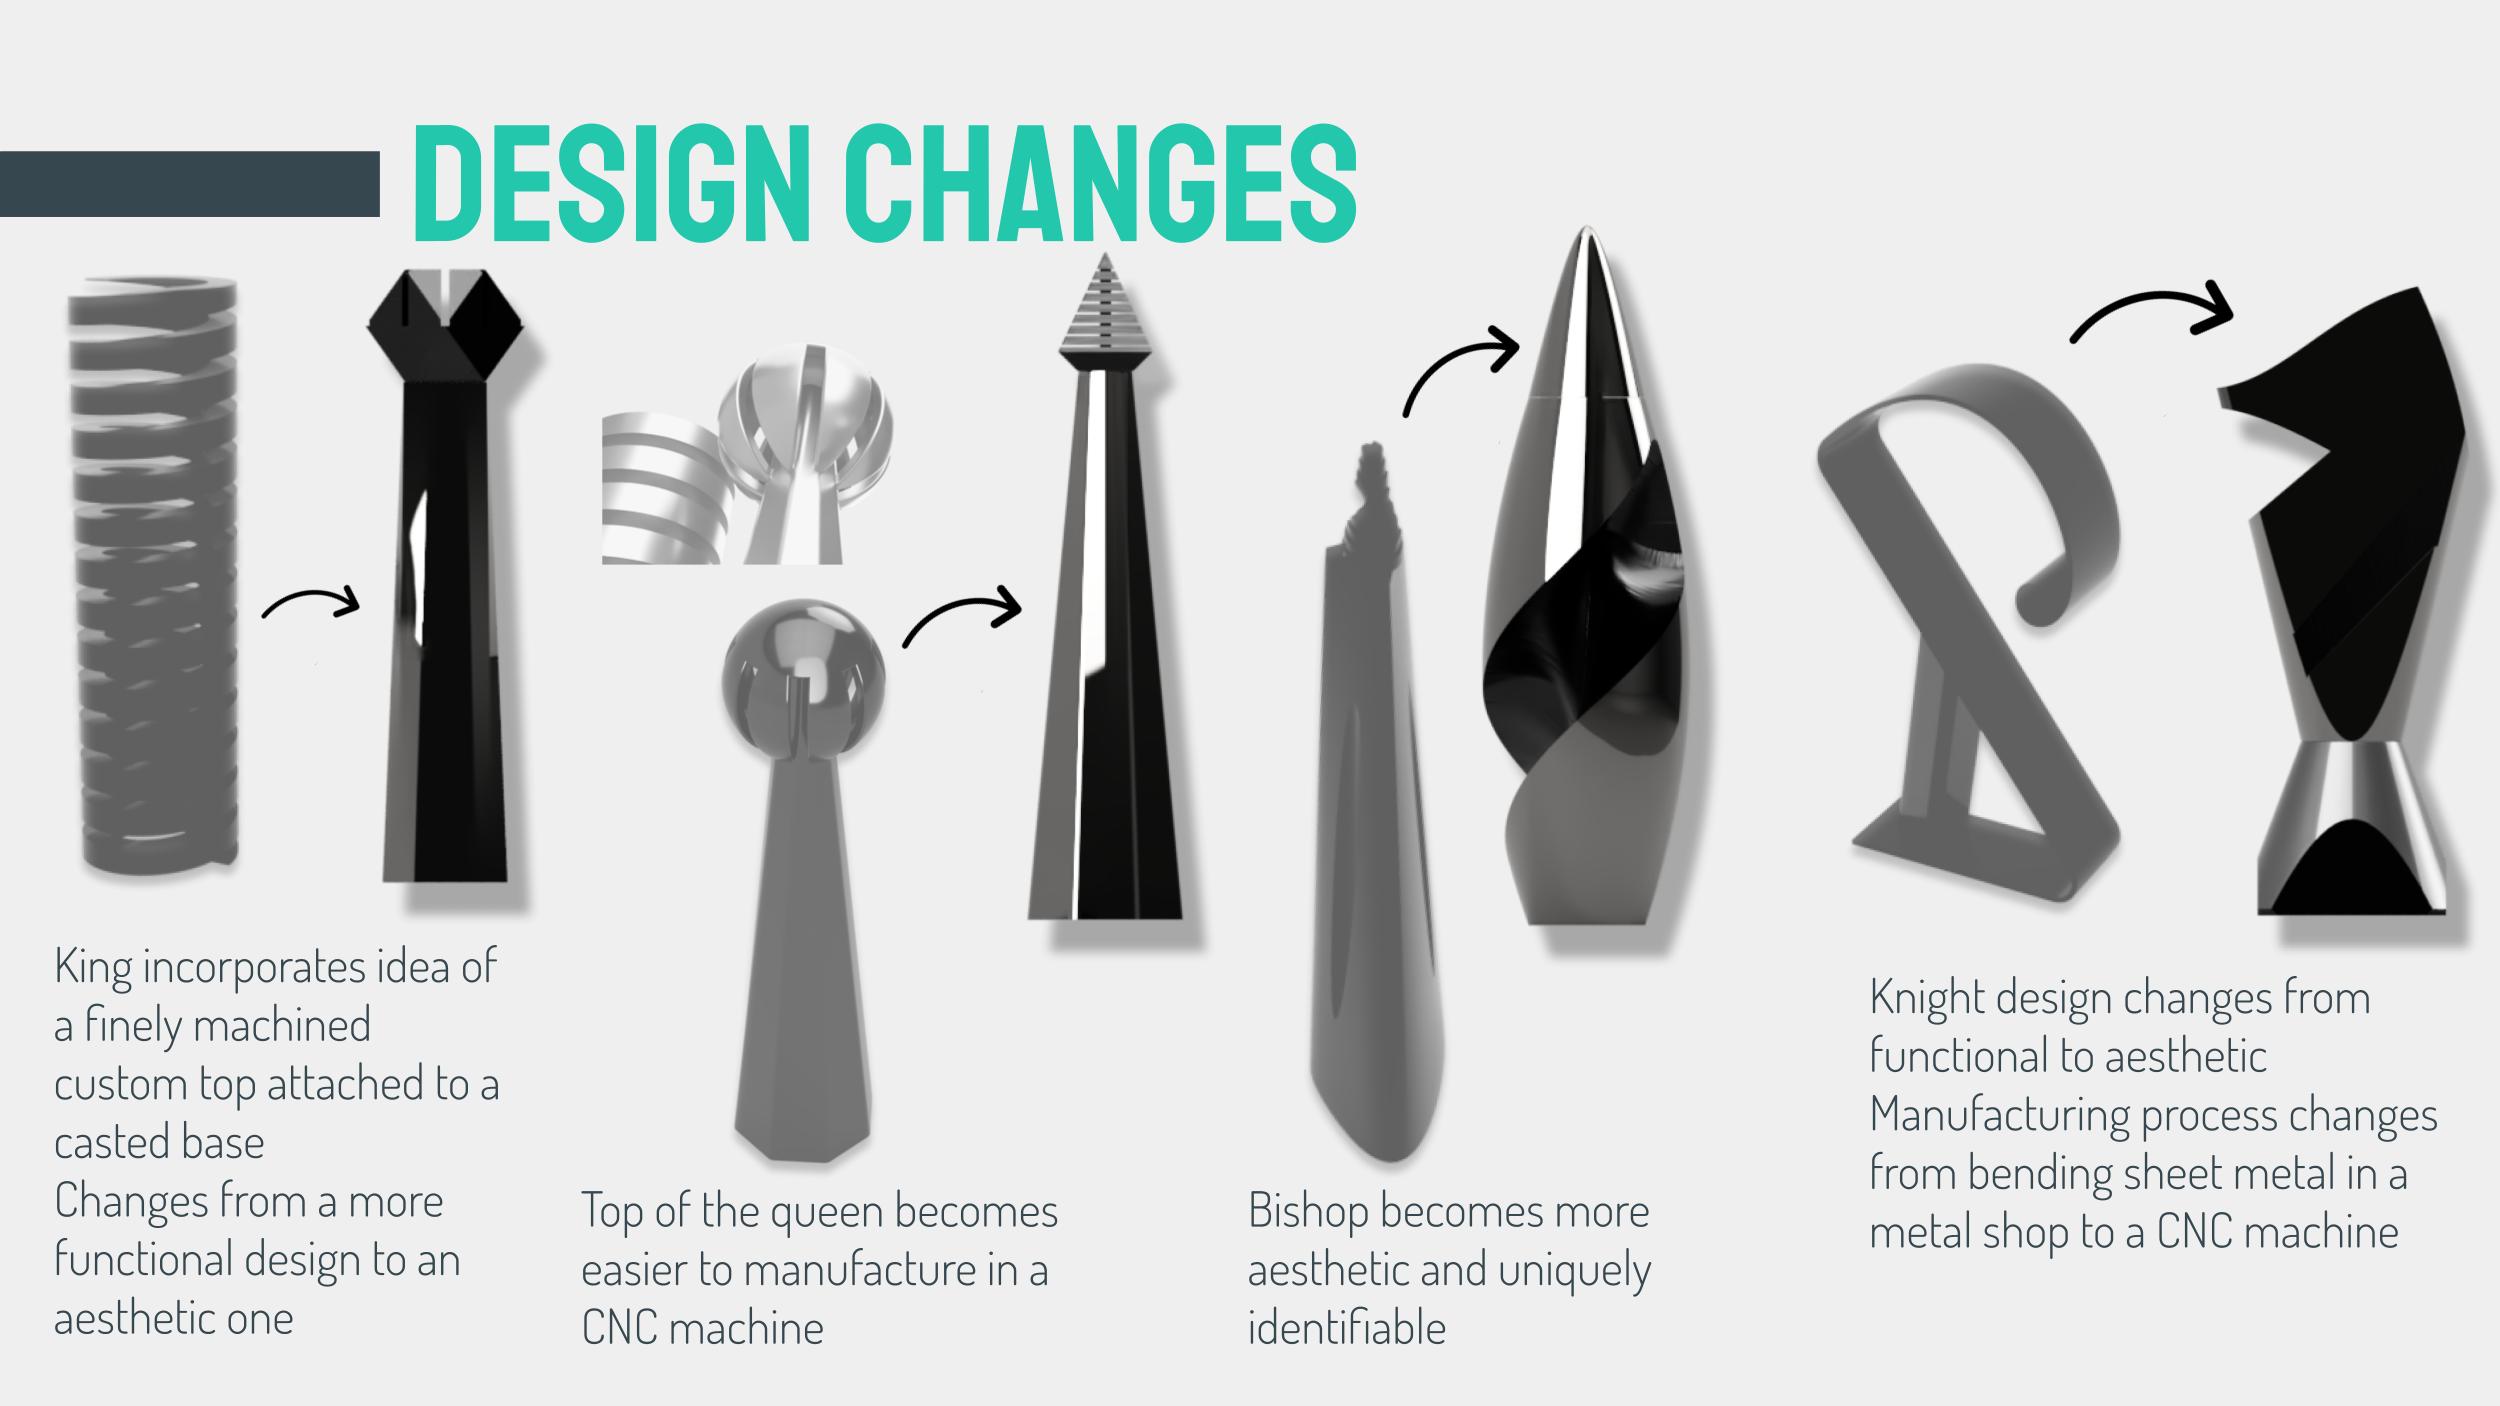 DESIGN CHANGES
King incorporates idea of
a finely machined
custom top attached to a
casted base
Changes from a more
functional design to an
aesthetic one
Top of the queen becomes
easier to manufacture in a
CNC machine
Bishop becomes more
aesthetic and uniquely
identifiable
Knight design changes from
functional to aesthetic
Manufacturing process changes
from bending sheet metal in a
metal shop to a CNC machine